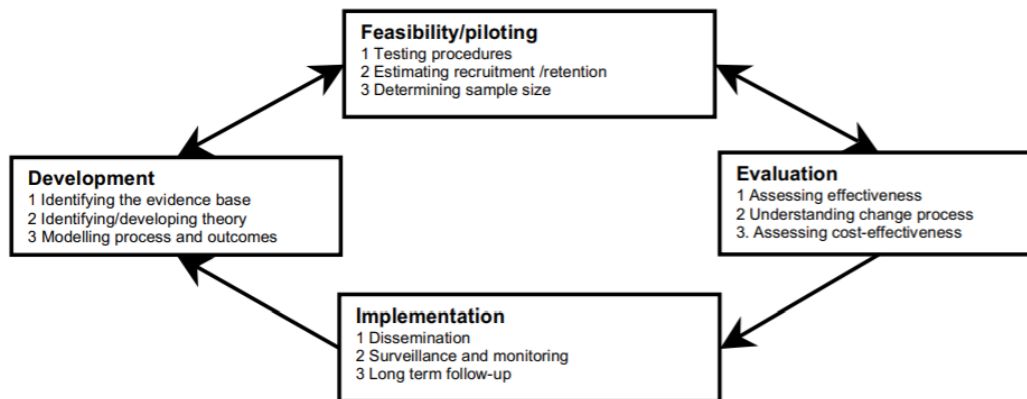 Feasibility/piloting
1 Testing procedures
2 Estimating recruitment /retention
3 Determining sample size
Development
1 Identifying the evidence base
2 Identifying/developing theory
3 Modelling process and outcomes
Evaluation
1 Assessing effectiveness
2 Understanding change process
3. Assessing cost-effectiveness
Implementation
1 Dissemination
2 Surveillance and monitoring
3 Long term follow-up